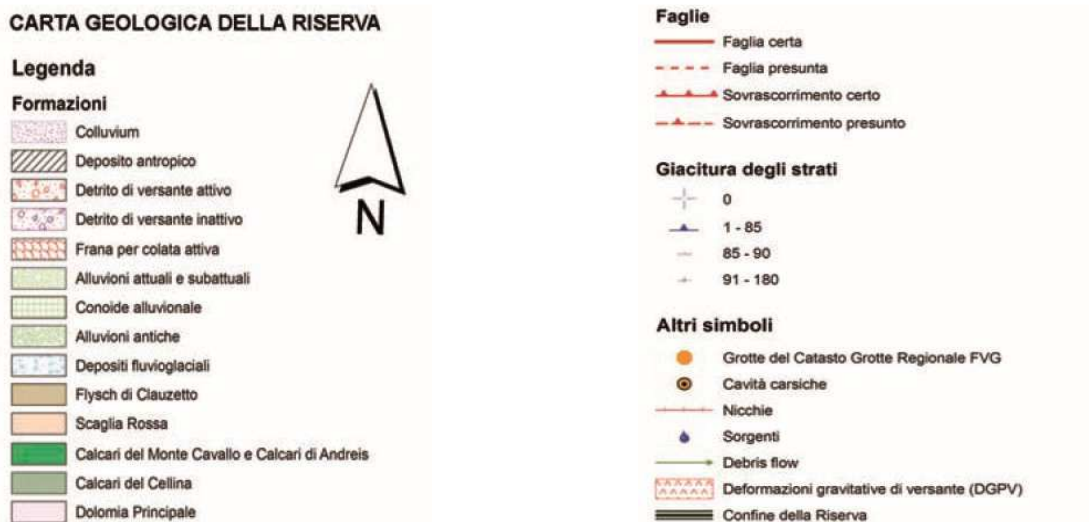 CARTA GEOLOGICA DELLA RISERVA
Legenda
Formazioni
Colluvium
Deposito antropico
Detrito di versante attivo
Detrito di versante inattivo
Frana per colata attiva
Alluvioni attuali e subattuali
Conoide alluvionale
Alluvioni antiche
Depositi fluvioglaciali
Flysch di Clauzetto
Scaglia Rossa
Calcari del Monte Cavallo e Calcari di Andreis
Calcari del Cellina
Dolomia Principale
N
Faglie
Faglia certa
Faglia presunta
Sovrascorrimento certo
Sovrascorrimento presunto
Giacitura degli strati
0
1 - 85
85 - 90
91 - 180
Altri simboli
Grotte del Catasto Grotte Regionale FVG
Cavità carsiche
Nicchie
Sorgenti
Debris flow
Deformazioni gravitative di versante (DGPV)
Confine della Riserva